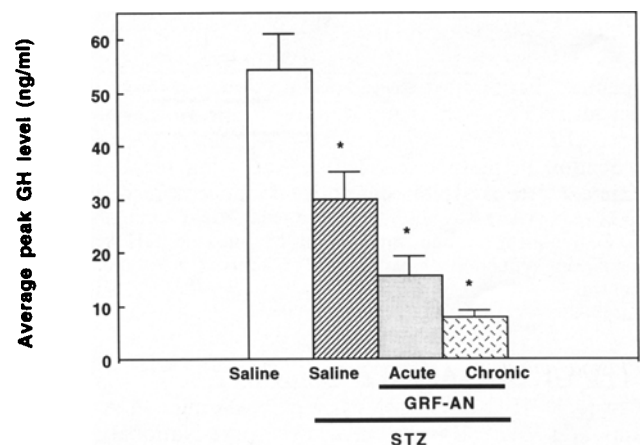 Average peak GH level (ng/ml)
60
50
40
30
20
10
0
*
*
*
Saline Saline Acute Chronic
GRF-AN
STZ